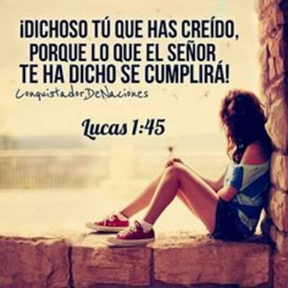 ¡DICHOSO TÚ QUE HAS CREÍDO,
PORQUE LO QUE EL SEÑOR
TE HA DICHO SE CUMPLIRÁ!
ConquistadorDeNaciones
Lucas 1:45